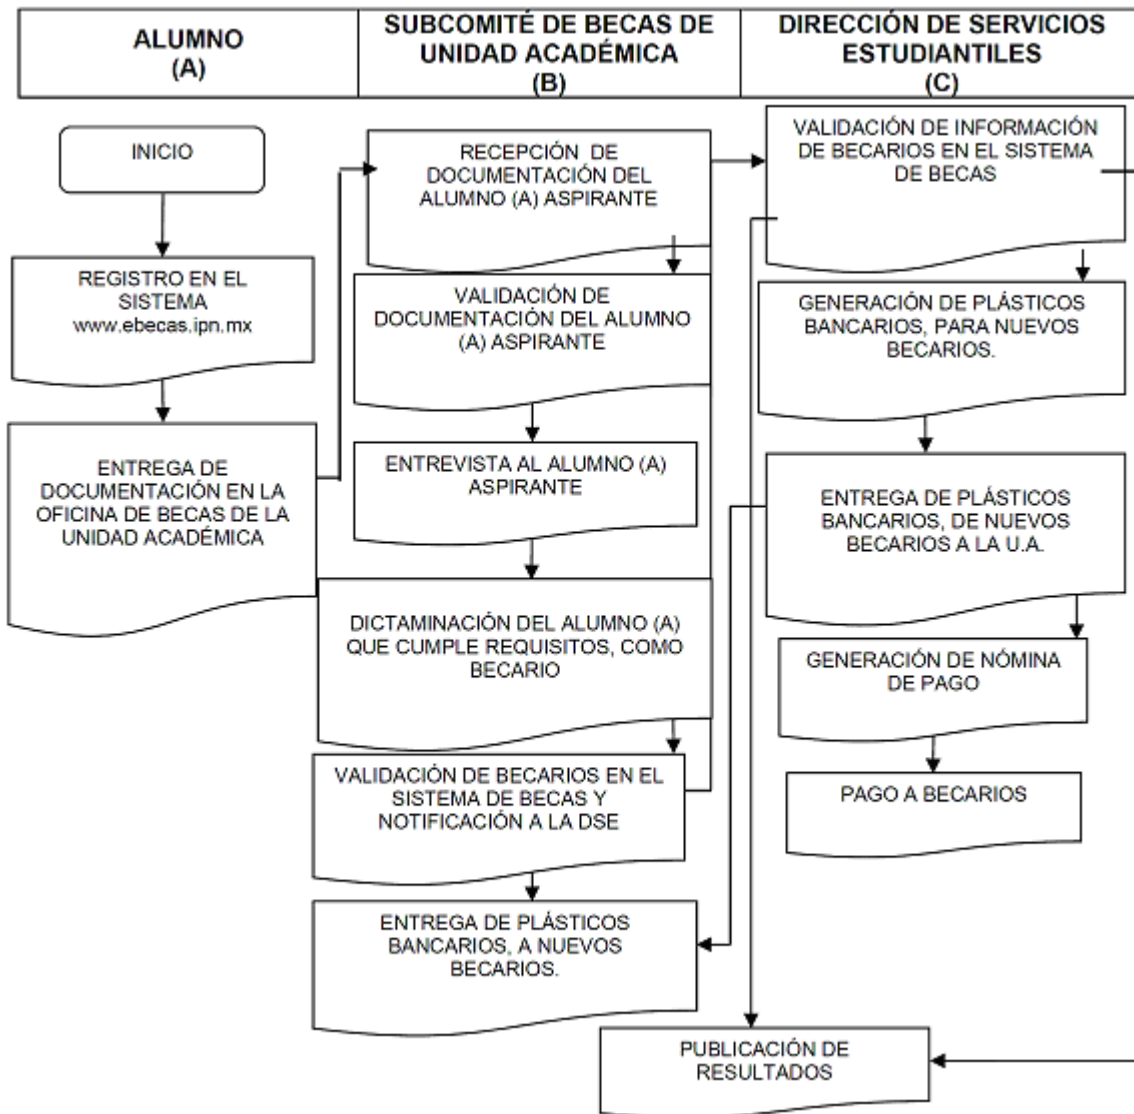 ALUMNO
(A)
SUBCOMITÉ DE BECAS DE
UNIDAD ACADÉMICA
(B)
DIRECCIÓN DE SERVICIOS
ESTUDIANTILES
(C)
INICIO
REGISTRO EN EL
SISTEMA
www.ebecas.ipn.mx
ENTREGA DE
DOCUMENTACIÓN EN LA
OFICINA DE BECAS DE LA
UNIDAD ACADÉMICA
RECEPCIÓN DE
DOCUMENTACIÓN DEL
ALUMNO (A) ASPIRANTE
VALIDACIÓN DE
DOCUMENTACIÓN DEL ALUMNO
(A) ASPIRANTE
ENTREVISTA AL ALUMNO (A)
ASPIRANTE
DICTAMINACIÓN DEL ALUMNO (A)
QUE CUMPLE REQUISITOS, COMO
BECARIO
VALIDACIÓN DE BECARIOS EN EL
SISTEMA DE BECAS Y
NOTIFICACIÓN A LA DSE
ENTREGA DE PLÁSTICOS
BANCARIOS, A NUEVOS
BECARIOS.
VALIDACIÓN DE INFORMACIÓN
DE BECARIOS EN EL SISTEMA
DE BECAS
GENERACIÓN DE PLÁSTICOS
BANCARIOS, PARA NUEVOS
BECARIOS.
ENTREGA DE PLÁSTICOS
BANCARIOS, DE NUEVOS
BECARIOS A LA U.A.
GENERACIÓN DE NÓMINA
DE PAGO
PAGO A BECARIOS
PUBLICACIÓN DE
RESULTADOS